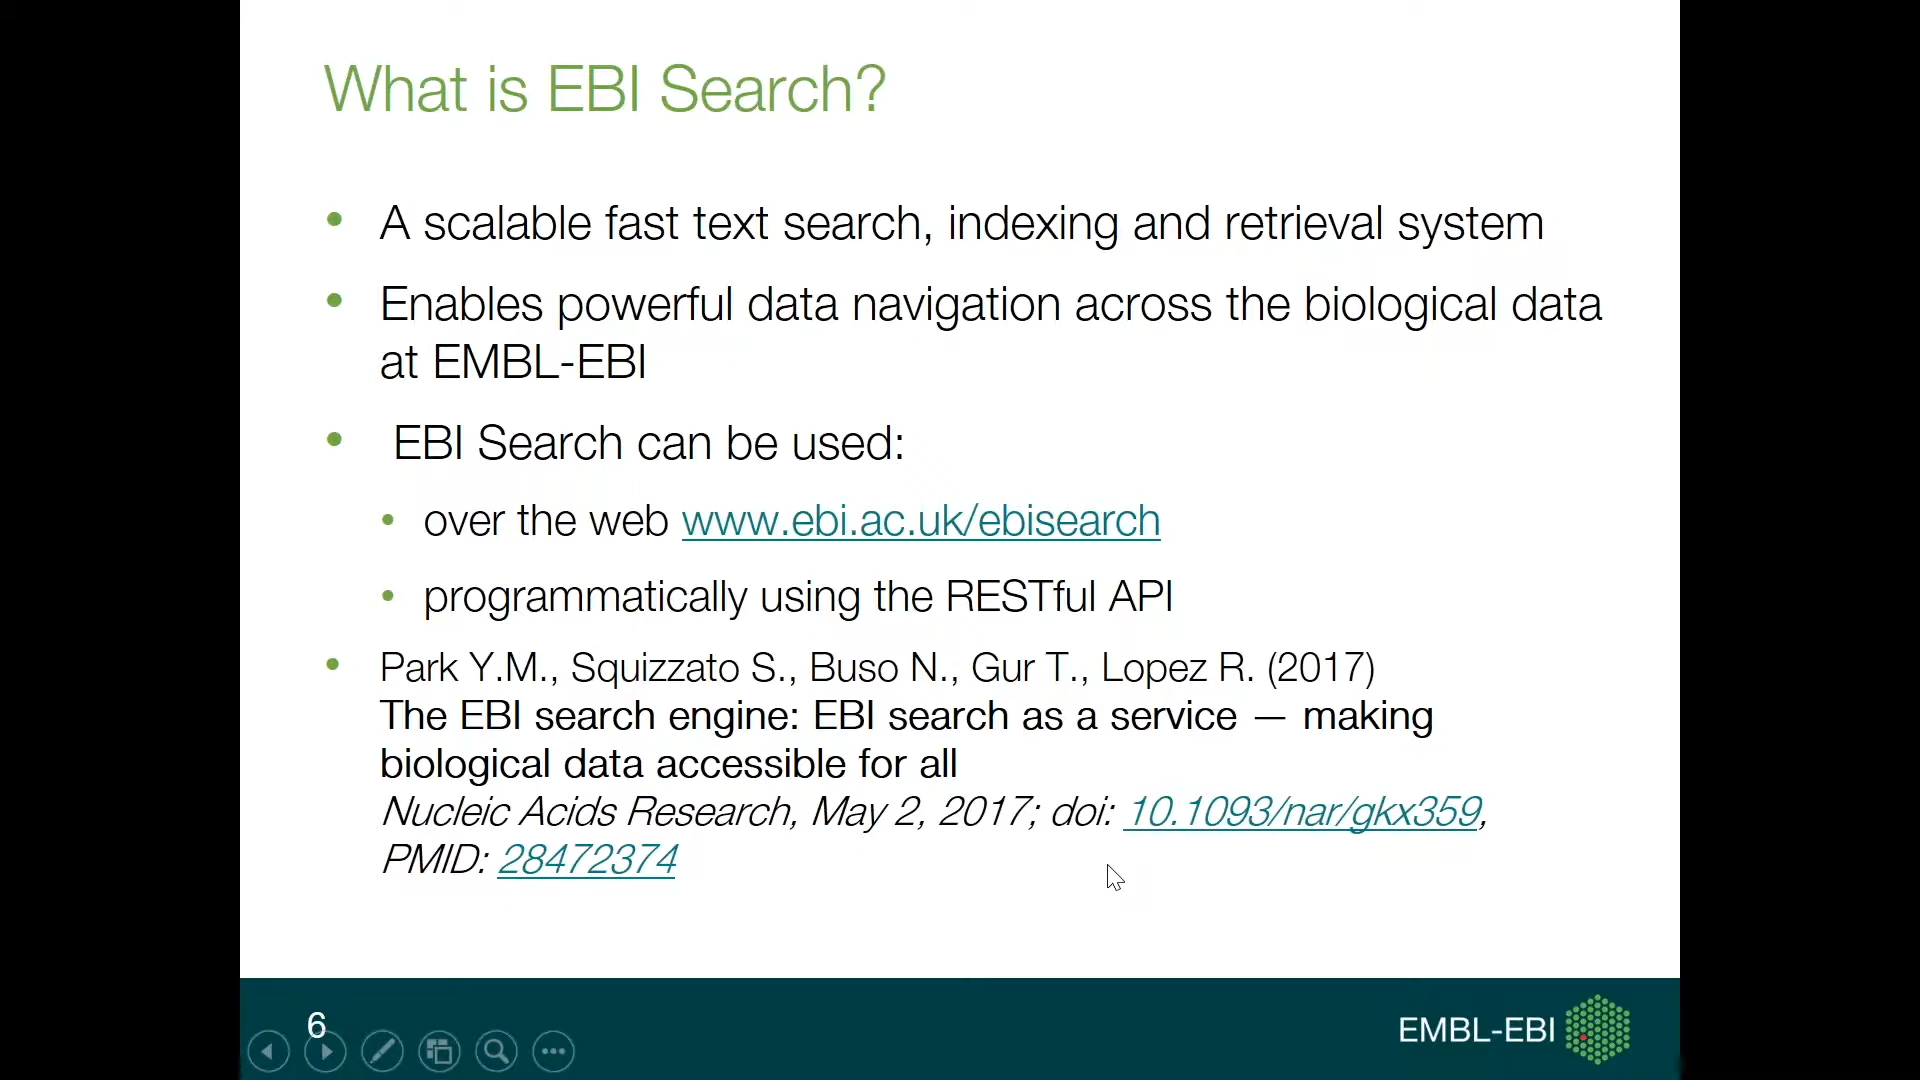 What is EBI Search?
• A scalable fast text search, indexing and retrieval system
• Enables powerful data navigation across the biological data
at EMBL-EBI
• EBI Search can be used:
• over the web www.ebi.ac.uk/ebisearch
• programmatically using the RESTful API
• Park Y.M., Squizzato S., Buso N., Gur T., Lopez R. (2017)
The EBI search engine: EBI search as a service — making
biological data accessible for all
Nucleic Acids Research, May 2, 2017; doi: 10.1093/nar/gkx359,
PMID: 28472374
6
EMBL-EBI